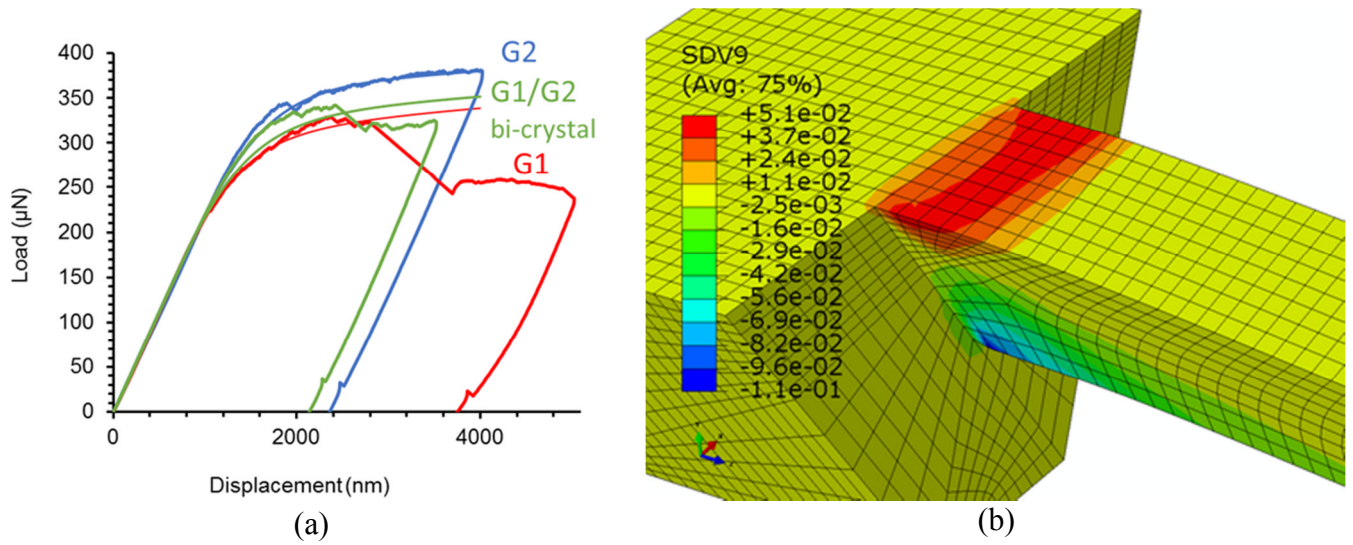 400
350
300
250
200
150
100
50
0
Load (µN)
0
2000
4000
Displacement (nm)
G2
G1/G2
bi-crystal
G1
(a)
SDV9
(Avg: 75%)
+5.1e-02
+3.7e-02
+2.4e-02
+1.1e-02
-2.5e-03
-1.6e-02
-2.9e-02
-4.2e-02
-5.6e-02
-6.9e-02
-8.2e-02
-9.6e-02
-1.1e-01
(b)